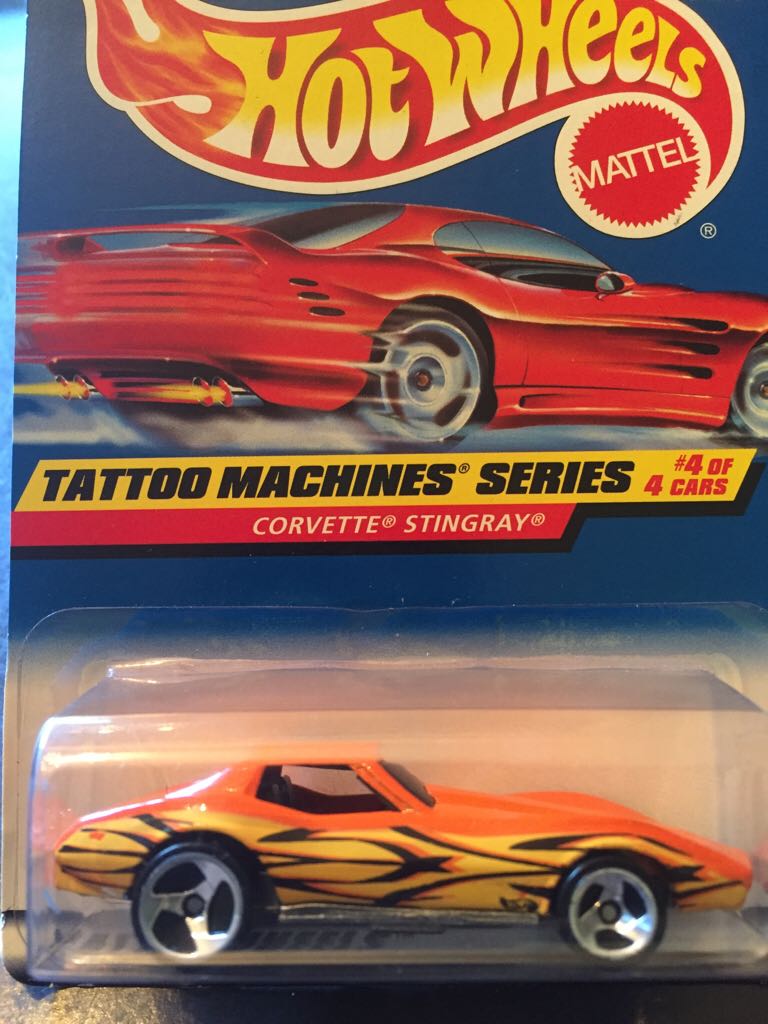 HOT WHEELS
MATTEL
®
TATTOO MACHINES® SERIES #4 OF 4 CARS
CORVETTE® STINGRAY®